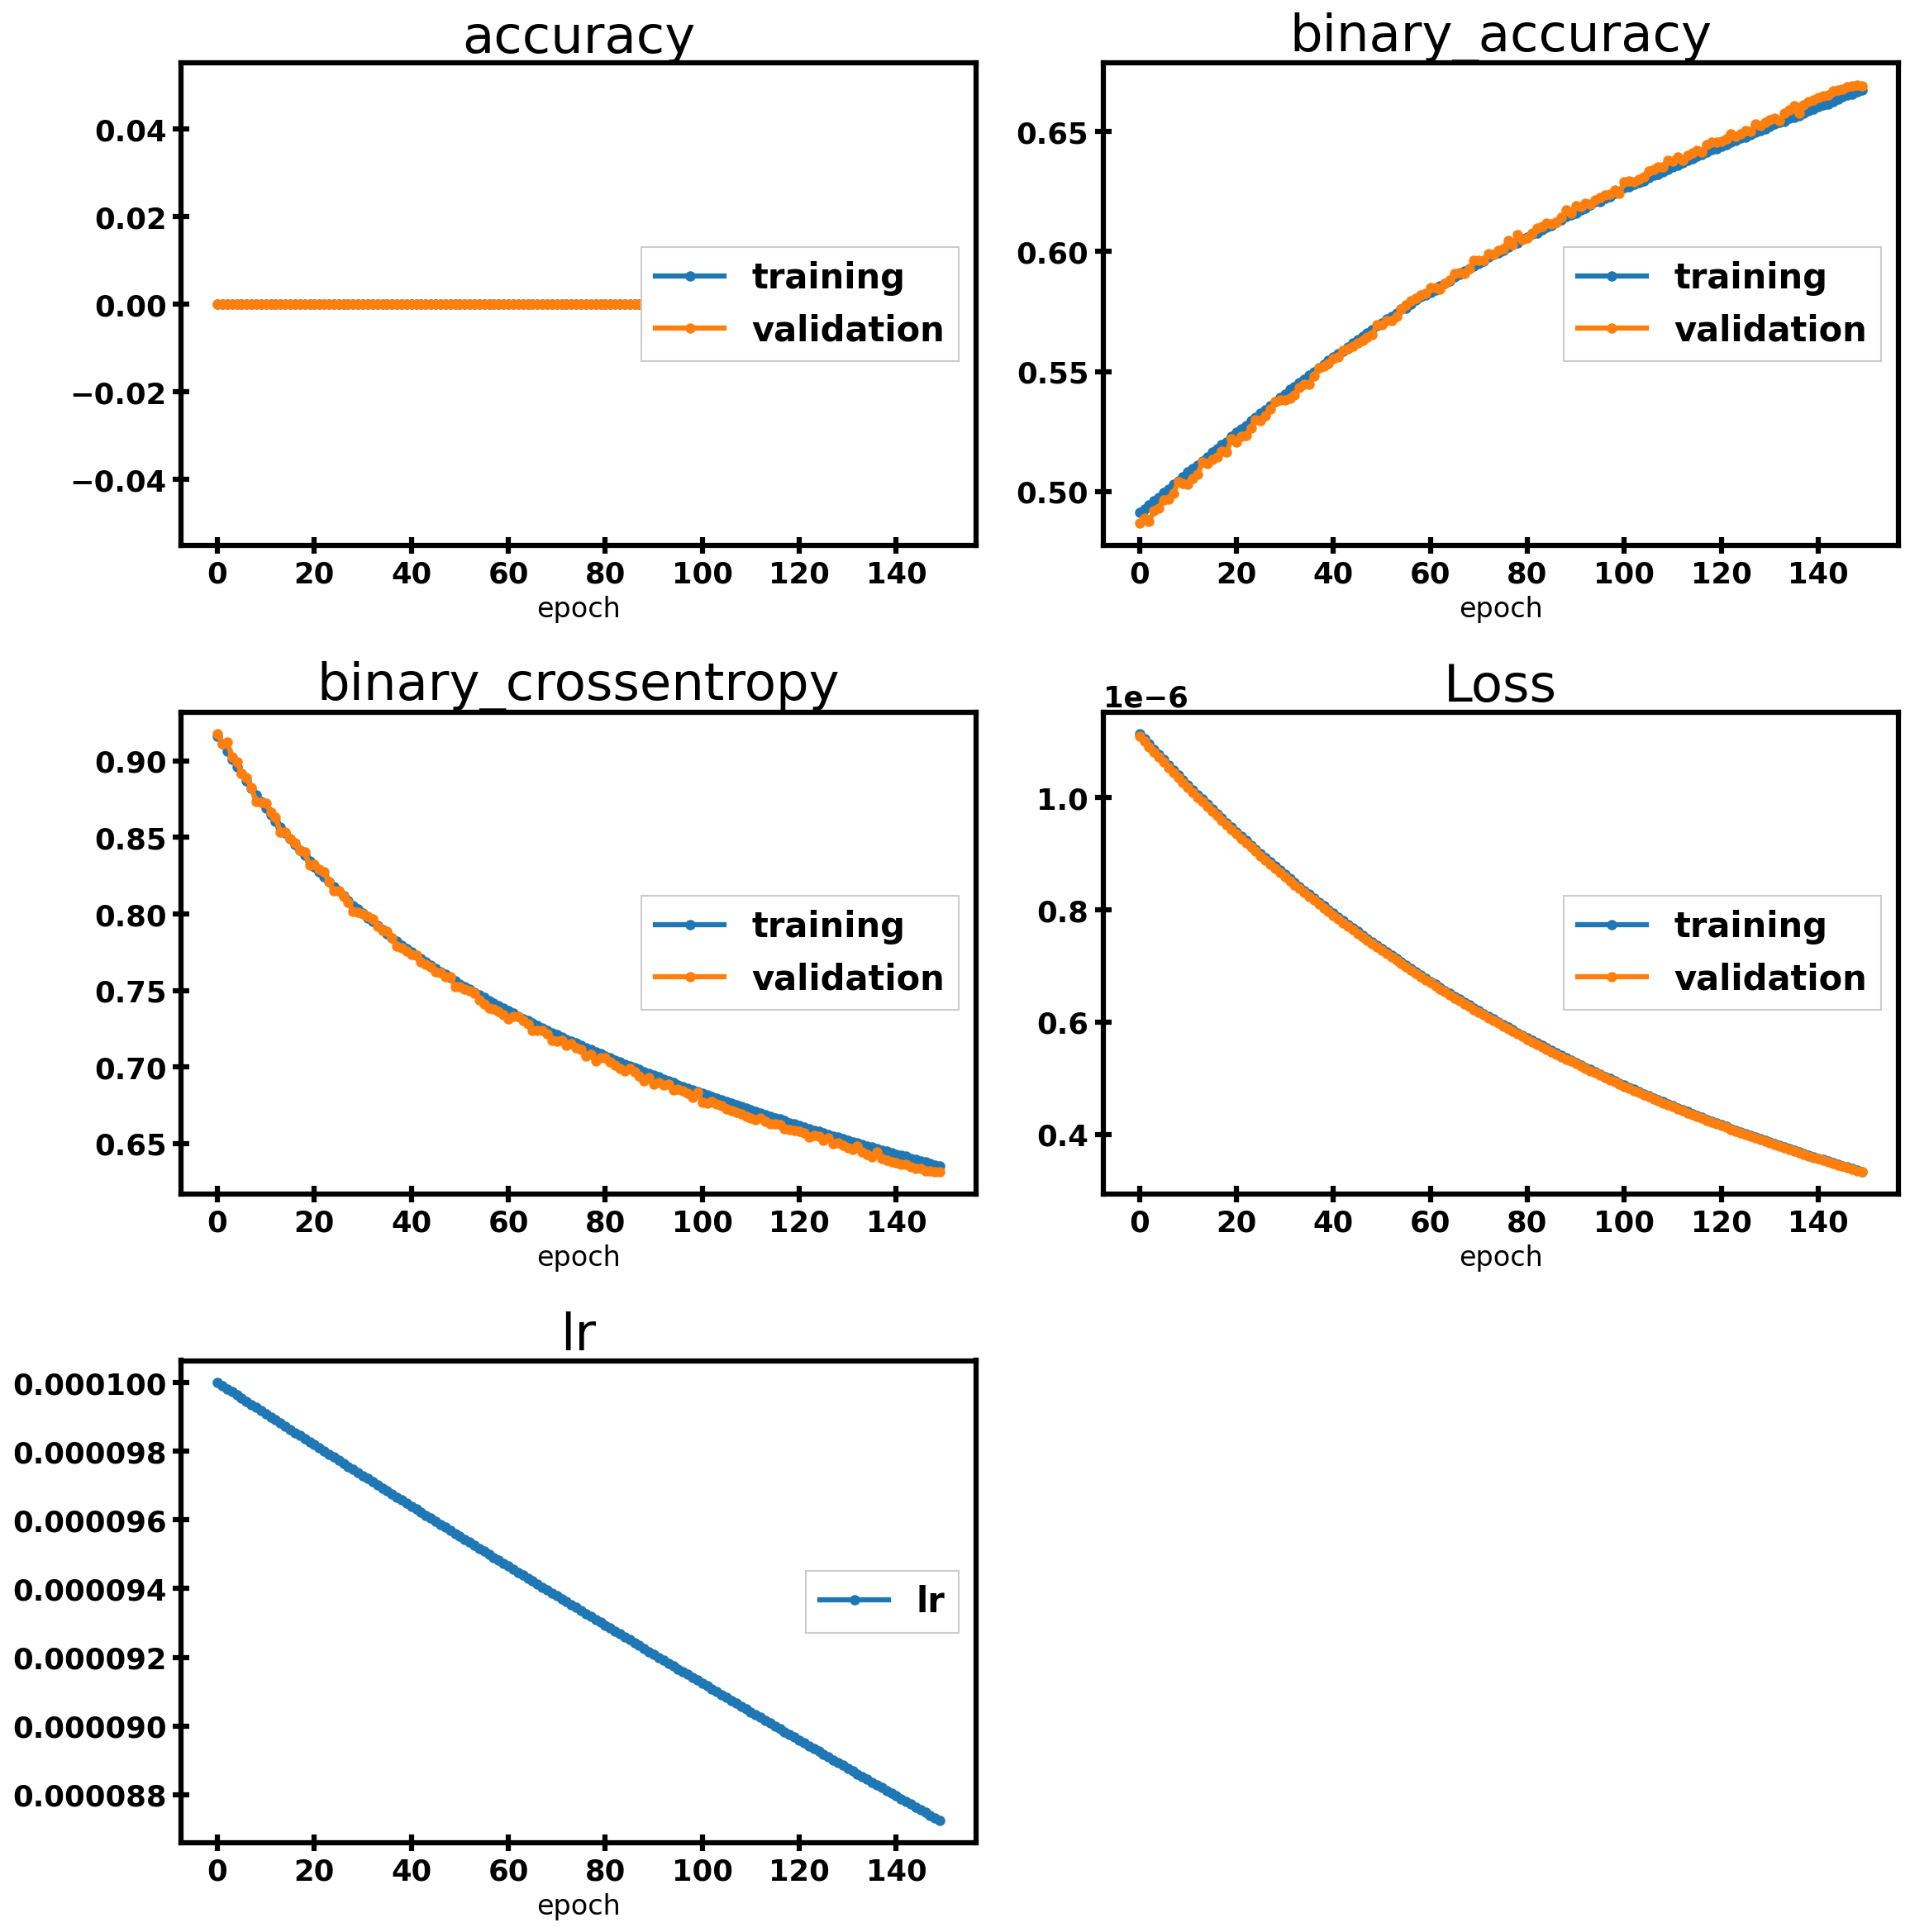 accuracy
0.04
0.02
0.00
−0.02
−0.04
training
validation
0 20 40 60 80 100 120 140
epoch
binary_accuracy
0.65
0.60
0.55
0.50
training
validation
0 20 40 60 80 100 120 140
epoch
binary_crossentropy
0.90
0.85
0.80
0.75
0.70
0.65
training
validation
0 20 40 60 80 100 120 140
epoch
Loss
1e−6
1.0
0.8
0.6
0.4
training
validation
0 20 40 60 80 100 120 140
epoch
lr
0.000100
0.000098
0.000096
0.000094
0.000092
0.000090
0.000088
lr
0 20 40 60 80 100 120 140
epoch